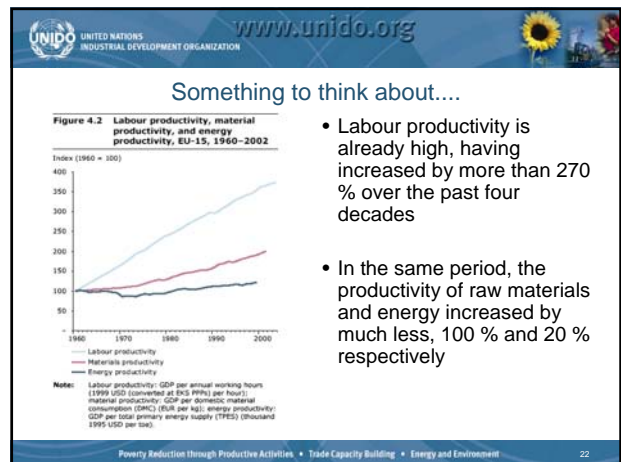 UNIDO
UNITED NATIONS
INDUSTRIAL DEVELOPMENT ORGANIZATION
www.unido.org
Something to think about....
Figure 4.2 Labour productivity, material
productivity, and energy
productivity, EU-15, 1960–2002
Index (1960 = 100)
400
350
300
250
200
150
100
50
–
1960 1970 1980 1990 2000
Labour productivity
Materials productivity
Energy productivity
Note: Labour productivity: GDP per annual working hours
(1999 USD (converted at EKS PPPs) per hour);
material productivity: GDP per domestic material
consumption (DMC) (EUR per kg); energy productivity:
GDP per total primary energy supply (TPES) (thousand
1995 USD per toe).
• Labour productivity is
already high, having
increased by more than 270
% over the past four
decades
• In the same period, the
productivity of raw materials
and energy increased by
much less, 100 % and 20 %
respectively
Poverty Reduction through Productive Activities • Trade Capacity Building • Energy and Environment
22